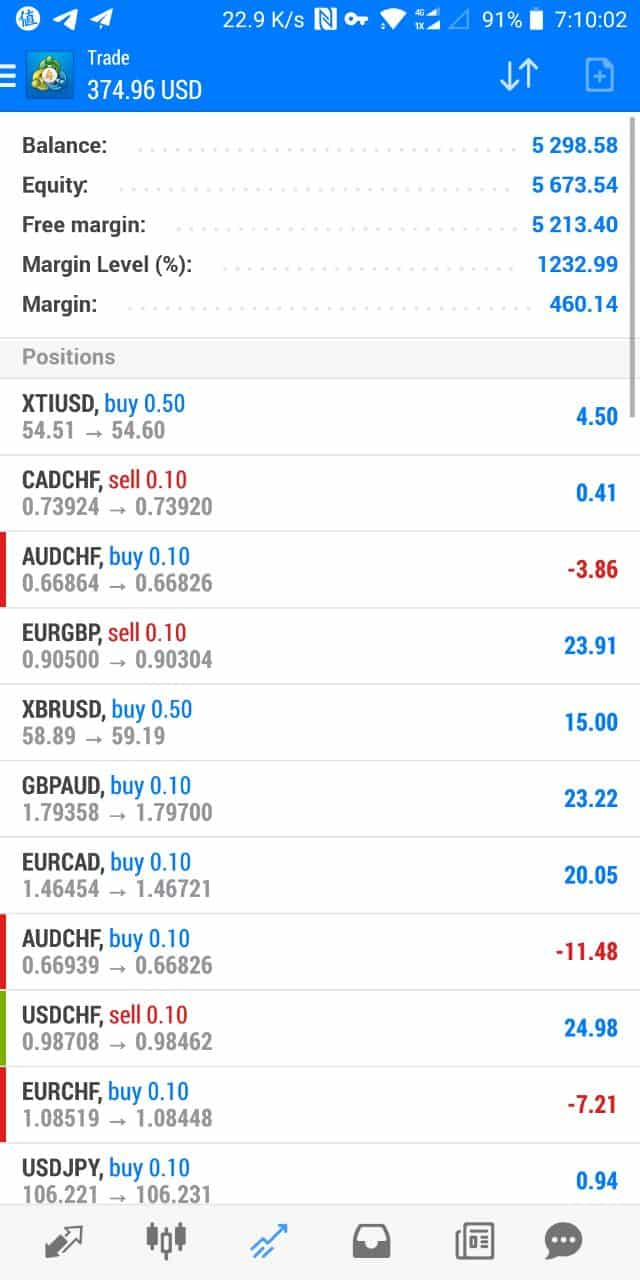 値 22.9 K/s 4G 1X 91% 7:10:02
Trade
374.96 USD
Balance: 5 298.58
Equity: 5 673.54
Free margin: 5 213.40
Margin Level (%): 1232.99
Margin: 460.14
Positions
XTIUSD, buy 0.50
54.51 → 54.60 4.50
CADCHF, sell 0.10
0.73924 → 0.73920 0.41
AUDCHF, buy 0.10
0.66864 → 0.66826 -3.86
EURGBP, sell 0.10
0.90500 → 0.90304 23.91
XBRUSD, buy 0.50
58.89 → 59.19 15.00
GBPAUD, buy 0.10
1.79358 → 1.79700 23.22
EURCAD, buy 0.10
1.46454 → 1.46721 20.05
AUDCHF, buy 0.10
0.66939 → 0.66826 -11.48
USDCHF, sell 0.10
0.98708 → 0.98462 24.98
EURCHF, buy 0.10
1.08519 → 1.08448 -7.21
USDJPY, buy 0.10
106.221 → 106.231 0.94